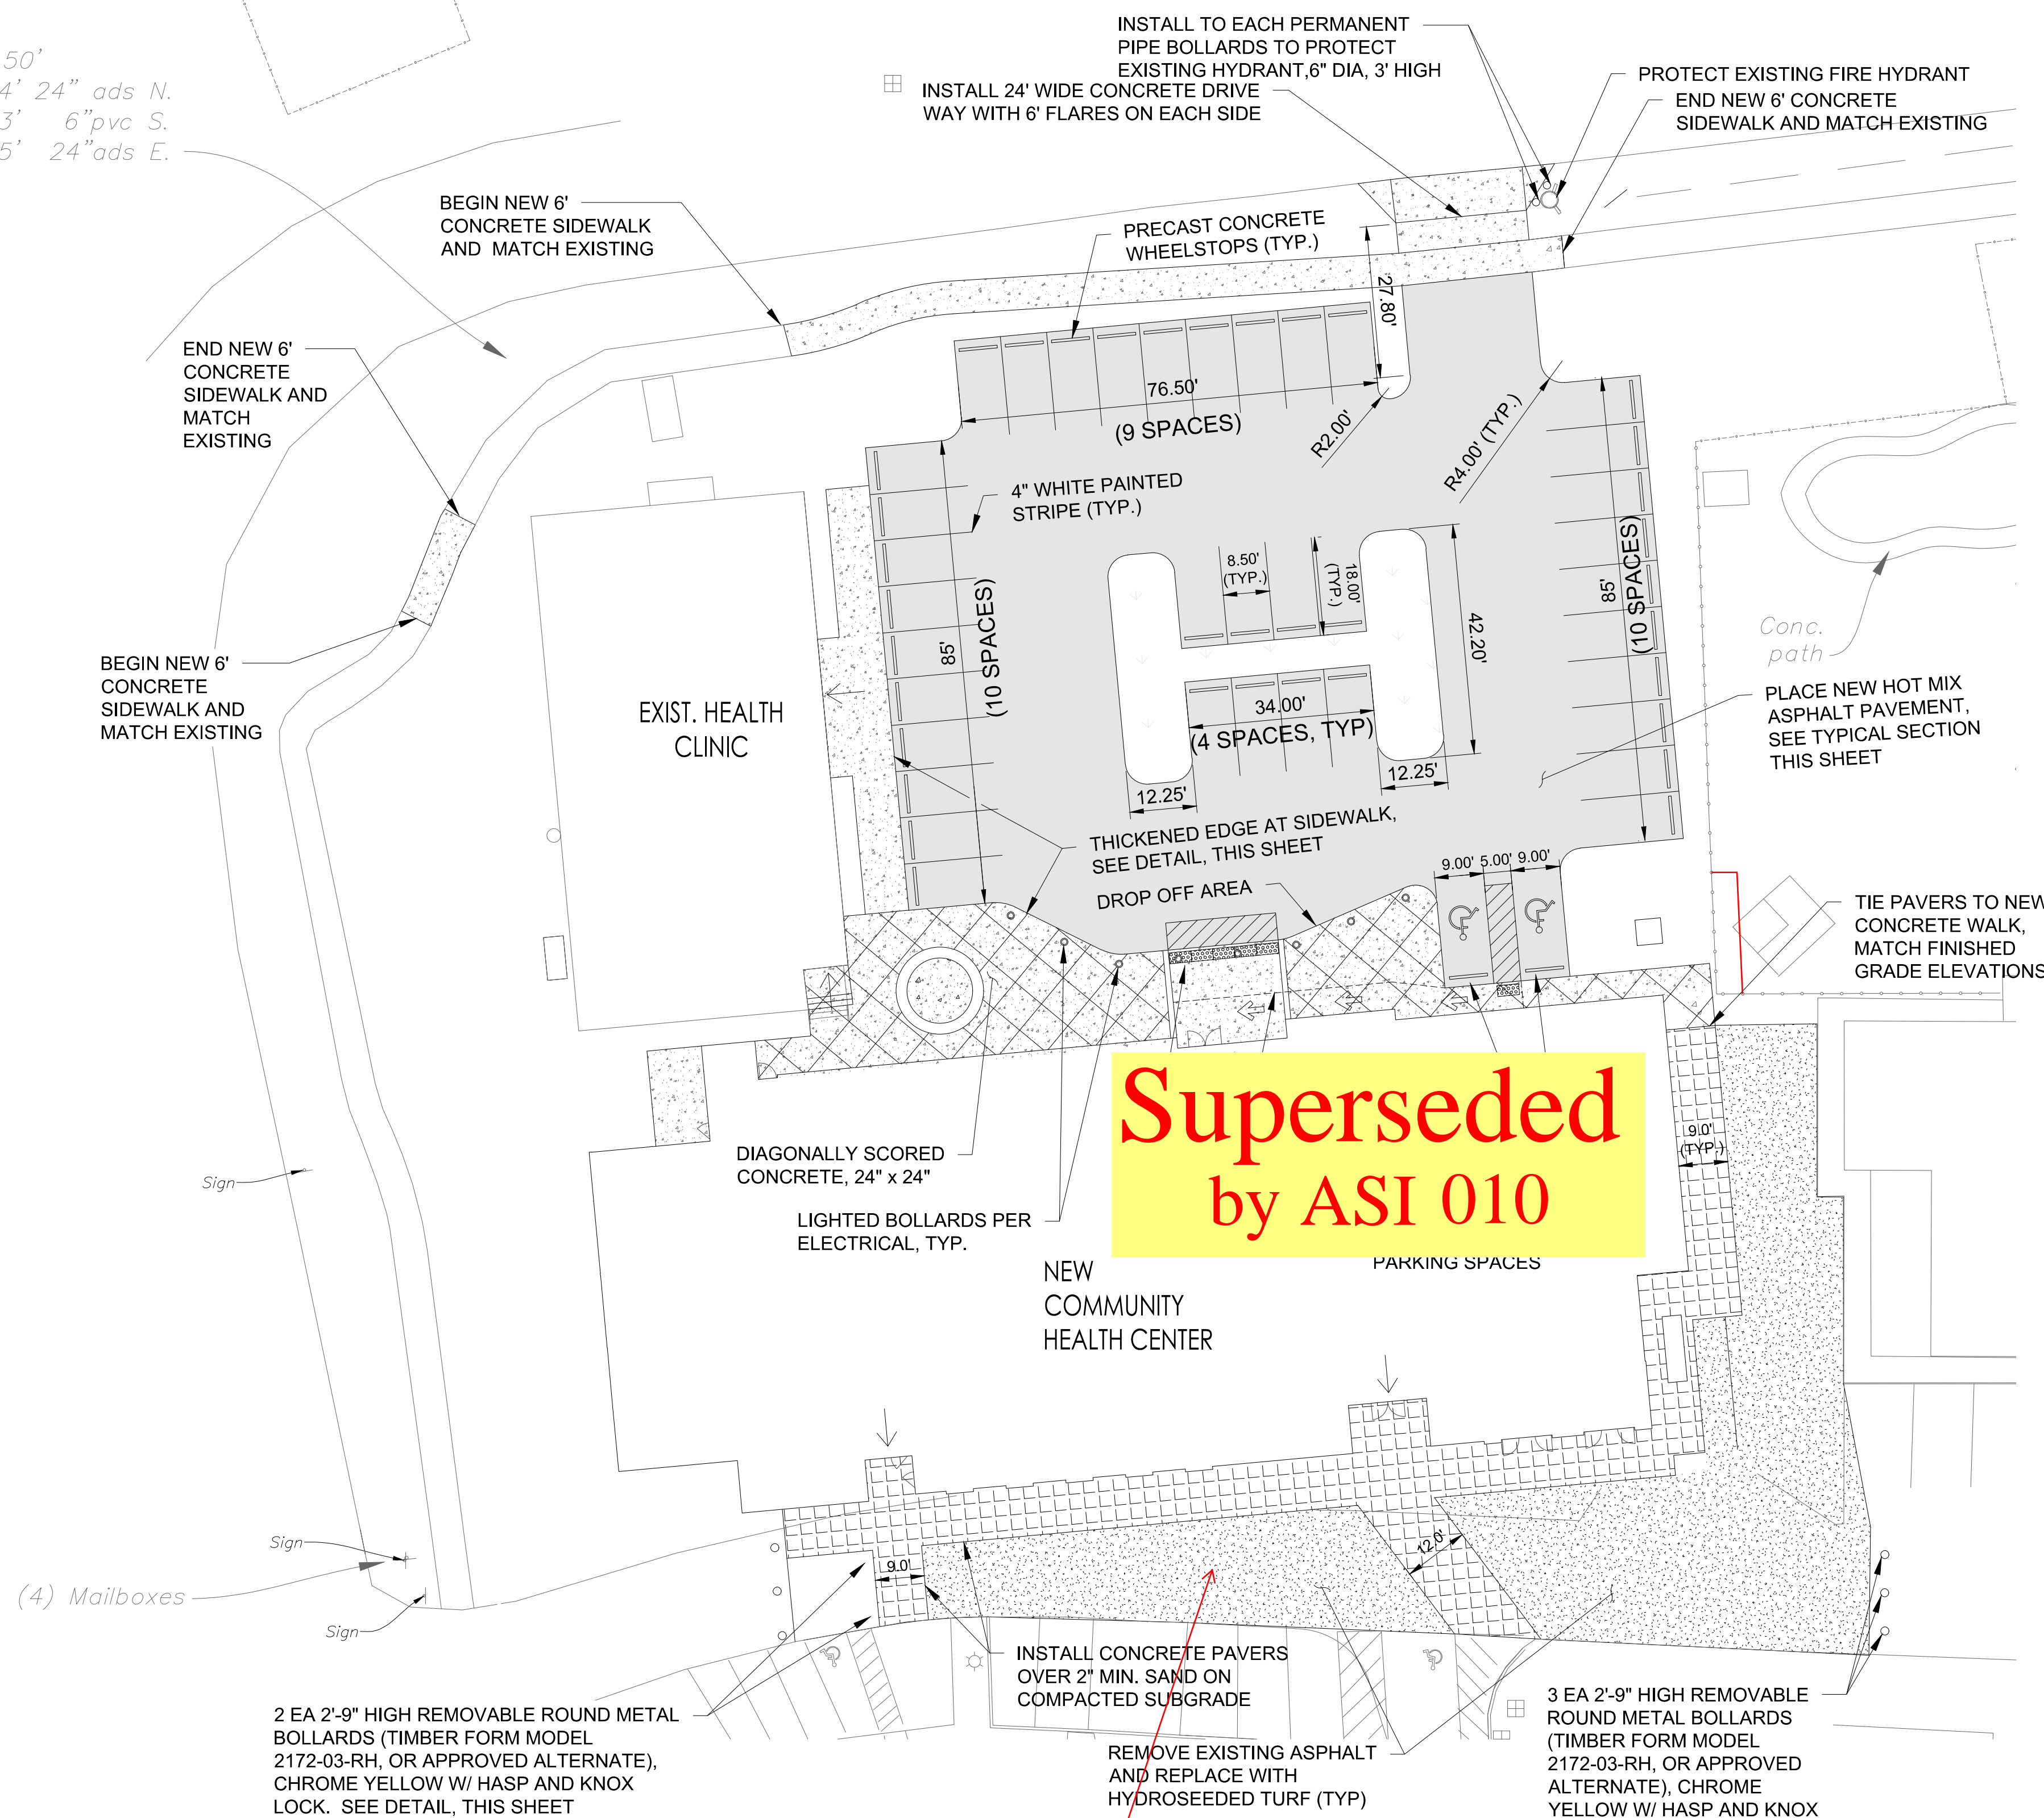 50'
4' 24" ads N.
3' 6"pvc S.
5' 24"ads E.
INSTALL TO EACH PERMANENT
PIPE BOLLARDS TO PROTECT
EXISTING HYDRANT,6" DIA, 3' HIGH
INSTALL 24' WIDE CONCRETE DRIVE
WAY WITH 6' FLARES ON EACH SIDE
PROTECT EXISTING FIRE HYDRANT
END NEW 6' CONCRETE
SIDEWALK AND MATCH EXISTING
BEGIN NEW 6'
CONCRETE SIDEWALK
AND MATCH EXISTING
PRECAST CONCRETE
WHEELSTOPS (TYP.)
27.80'
END NEW 6'
CONCRETE
SIDEWALK AND
MATCH
EXISTING
76.50'
(9 SPACES)
R2.00'
R4.00' (TYP.)
4" WHITE PAINTED
STRIPE (TYP.)
8.50'
(TYP.)
18.00'
(TYP.)
85'
(10 SPACES)
85'
(10 SPACES)
42.20'
Conc.
path
BEGIN NEW 6'
CONCRETE
SIDEWALK AND
MATCH EXISTING
EXIST. HEALTH
CLINIC
34.00'
(4 SPACES, TYP)
12.25'
12.25'
PLACE NEW HOT MIX
ASPHALT PAVEMENT,
SEE TYPICAL SECTION
THIS SHEET
THICKENED EDGE AT SIDEWALK,
SEE DETAIL, THIS SHEET
DROP OFF AREA
9.00' 5.00' 9.00'
TIE PAVERS TO NEW
CONCRETE WALK,
MATCH FINISHED
GRADE ELEVATIONS
Superseded
by ASI 010
9.0'
(TYP.)
DIAGONALLY SCORED
CONCRETE, 24" x 24"
Sign
LIGHTED BOLLARDS PER
ELECTRICAL, TYP.
PARKING SPACES
NEW
COMMUNITY
HEALTH CENTER
Sign
(4) Mailboxes
Sign
9.0'
12.0'
INSTALL CONCRETE PAVERS
OVER 2" MIN. SAND ON
COMPACTED SUBGRADE
2 EA 2'-9" HIGH REMOVABLE ROUND METAL
BOLLARDS (TIMBER FORM MODEL
2172-03-RH, OR APPROVED ALTERNATE),
CHROME YELLOW W/ HASP AND KNOX
LOCK. SEE DETAIL, THIS SHEET
REMOVE EXISTING ASPHALT
AND REPLACE WITH
HYDROSEEDED TURF (TYP)
3 EA 2'-9" HIGH REMOVABLE
ROUND METAL BOLLARDS
(TIMBER FORM MODEL
2172-03-RH, OR APPROVED
ALTERNATE), CHROME
YELLOW W/ HASP AND KNOX